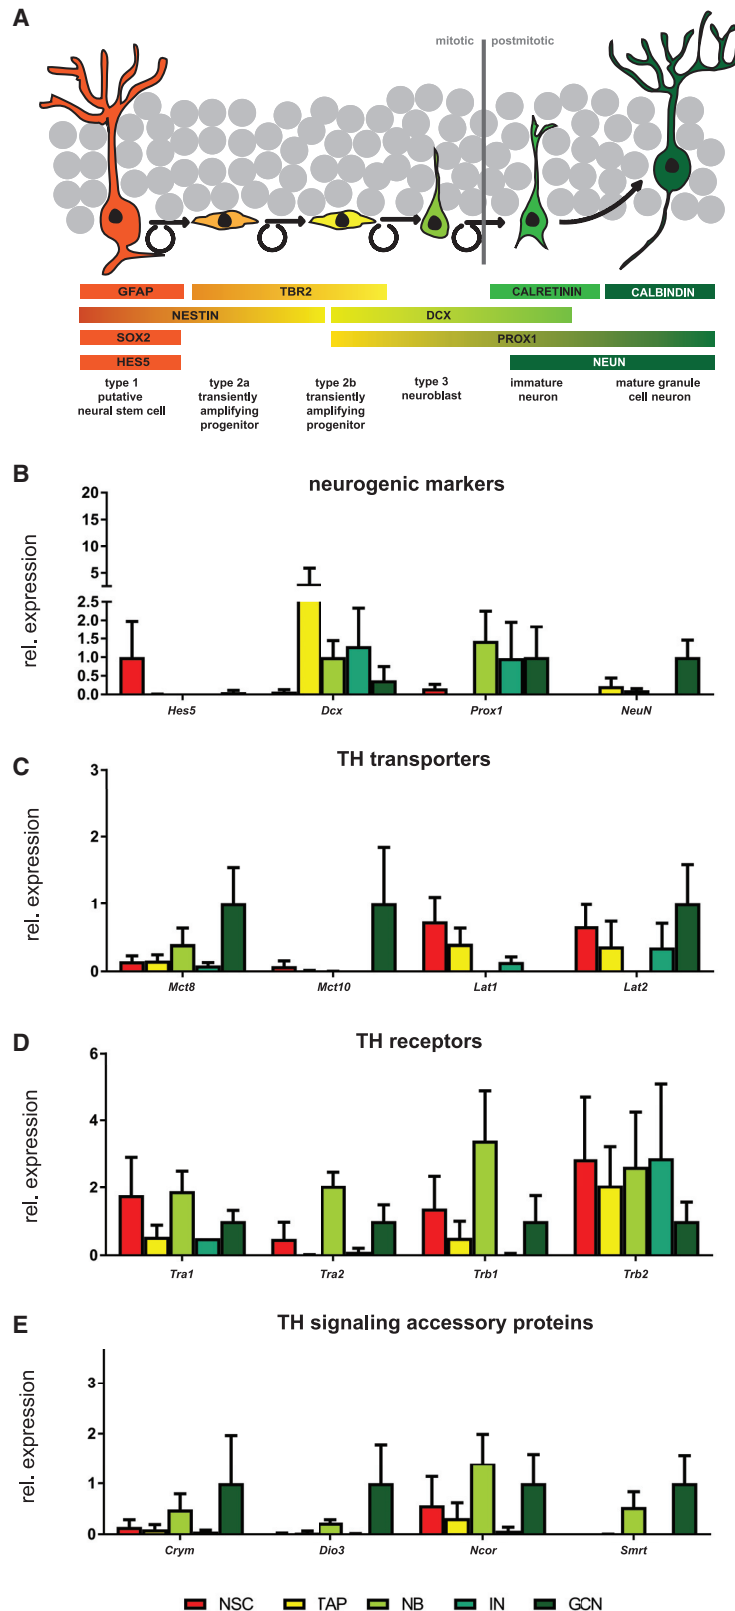 A
mitotic postmitotic
GFAP TBR2 CALRETININ CALBINDIN
NESTIN DCX
SOX2 PROX1
HES5 NEUN
type 1 type 2a type 2b type 3 immature mature granule
putative transiently transiently neuroblast neuron cell neuron
neural stem cell amplifying amplifying
progenitor progenitor
B
neurogenic markers
rel. expression
20
15
10
5
2.5
2.0
1.5
1.0
0.5
0.0
Hes5 Dcx Prox1 NeuN
C
TH transporters
rel. expression
3
2
1
0
Mct8 Mct10 Lat1 Lat2
D
TH receptors
rel. expression
6
4
2
0
Tra1 Tra2 Trb1 Trb2
E
TH signaling accessory proteins
rel. expression
3
2
1
0
Crym Dio3 Ncor Smrt
NSC TAP NB IN GCN